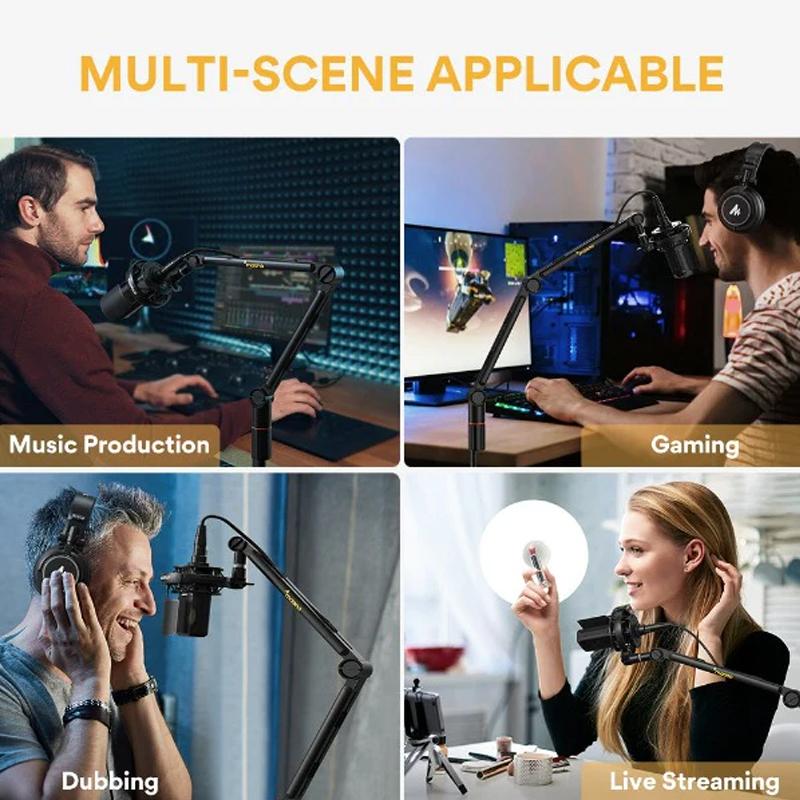 MULTI-SCENE APPLICABLE
Music Production
Gaming
Dubbing
Live Streaming